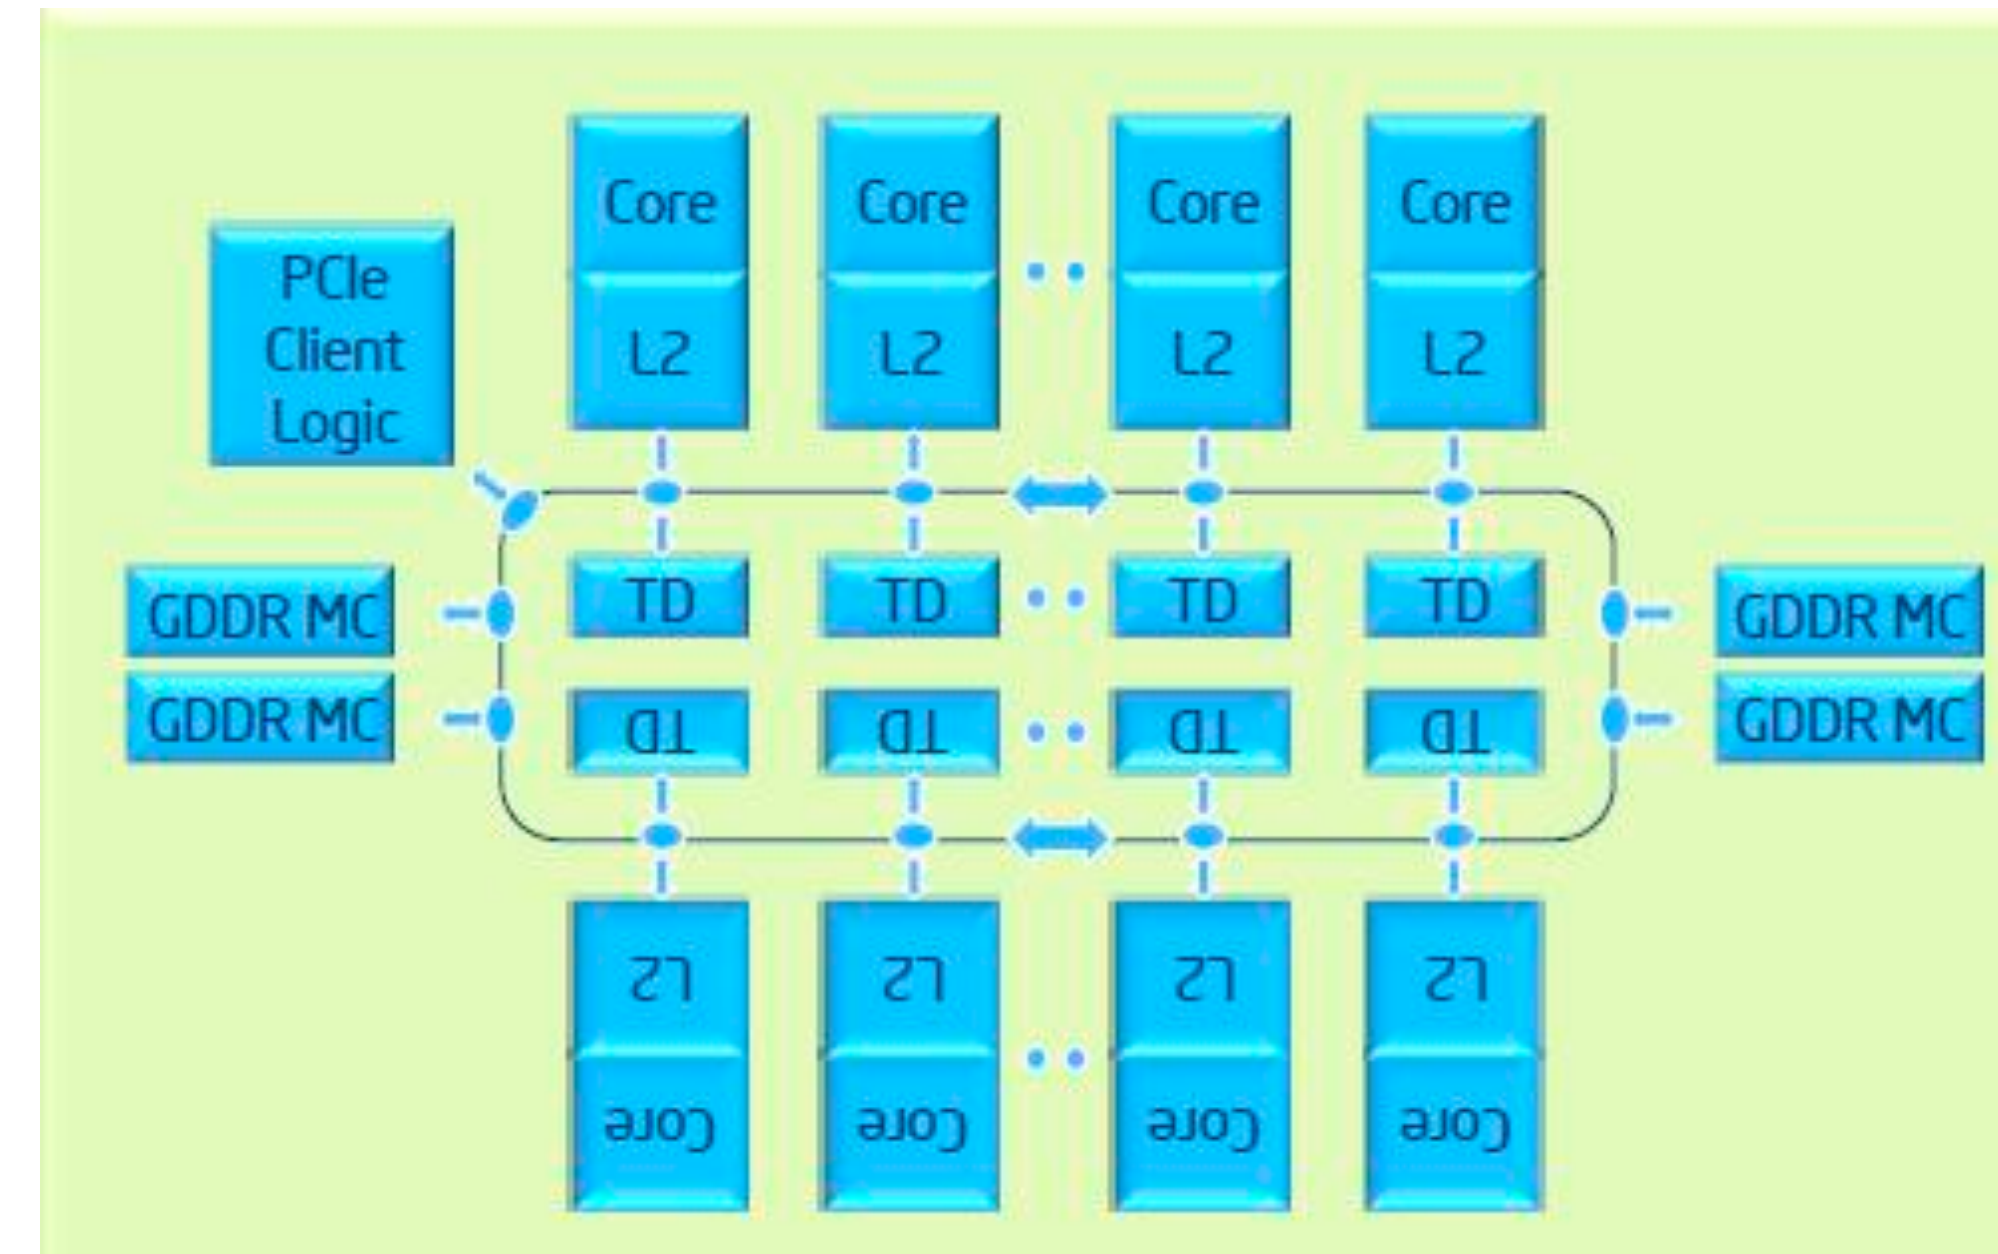 Core Core Core Core
PCIe
Client
Logic
L2 L2 L2 L2
TD TD TD TD
GDDR MC GDDR MC
TD TD TD TD
GDDR MC GDDR MC
L2 L2 L2 L2
Core Core Core Core